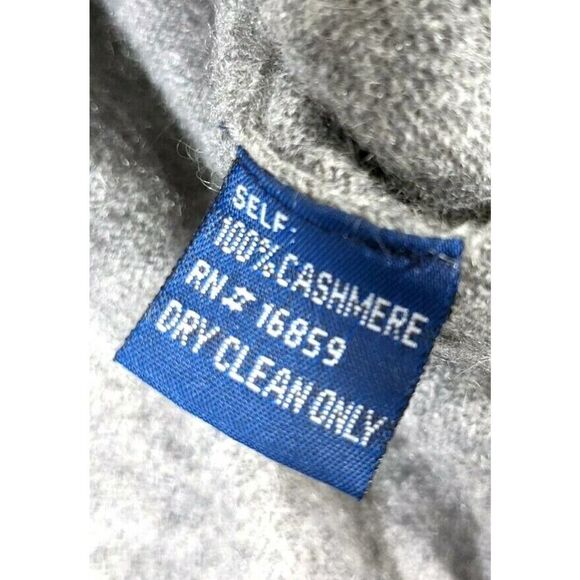 SELF:
100% CASHMERE
RN# 16859
DRY CLEAN ONLY